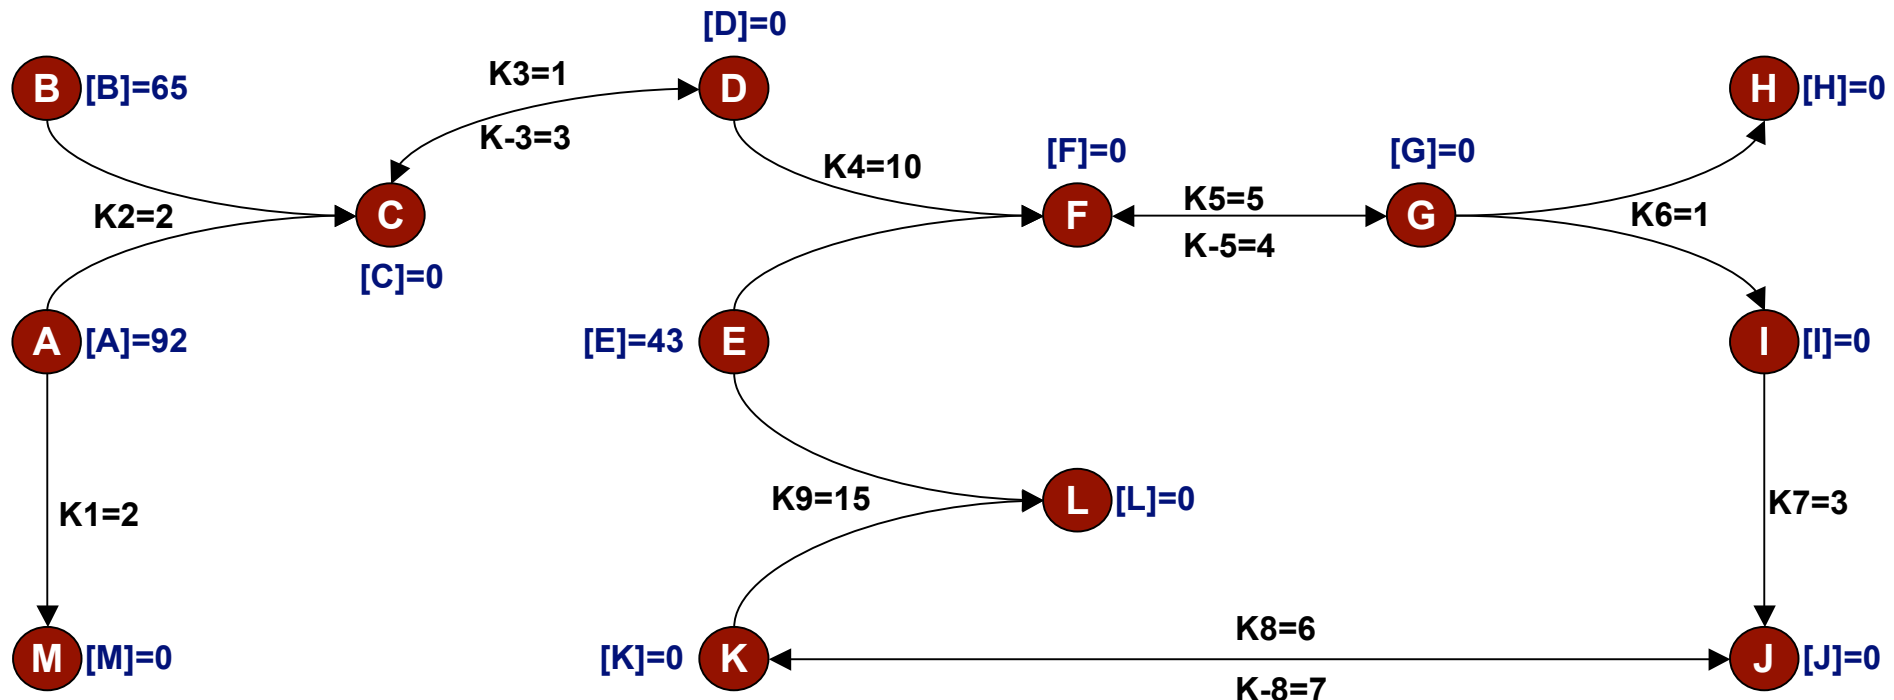 [D]=0
B [B]=65
K3=1
D
H [H]=0
K-3=3
[F]=0
[G]=0
K4=10
K5=5
K2=2
C
F
G
K6=1
K-5=4
[C]=0
A [A]=92
[E]=43 E
I [I]=0
K9=15
L [L]=0
K7=3
K1=2
K8=6
M [M]=0
[K]=0 K
J [J]=0
K-8=7